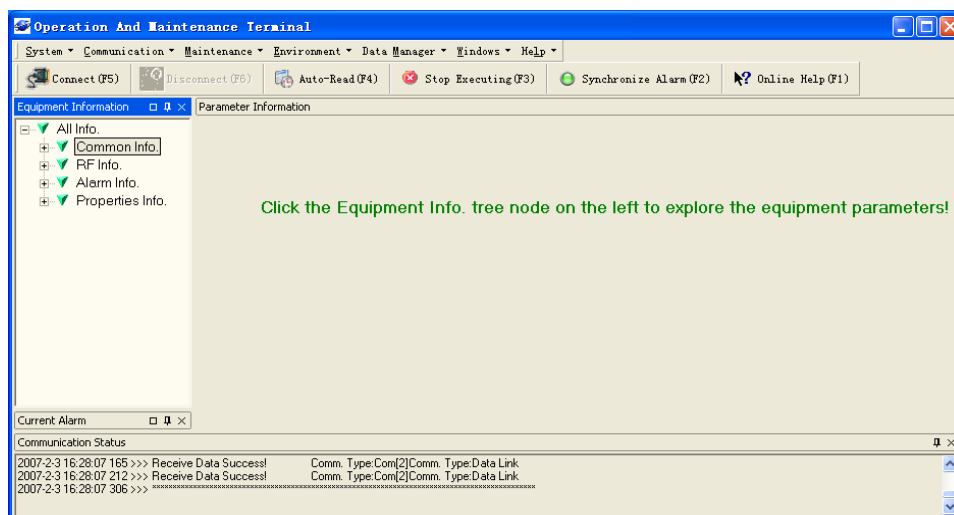 Operation And Maintenance Terminal
System Communication Maintenance Environment Data Manager Windows Help
Connect(F5) Disconnect(F6) Auto-Read(F4) Stop Executing(F3) Synchronize Alarm(F2) Online Help(F1)
Equipment Information
Parameter Information
All Info.
Common Info.
RF Info.
Alarm Info.
Properties Info.
Click the Equipment Info. tree node on the left to explore the equipment parameters!
Current Alarm
Communication Status
2007-2-3 16:28:07 165 >>> Receive Data Success! Comm. Type:Com[2]Comm. Type:Data Link
2007-2-3 16:28:07 212 >>> Receive Data Success! Comm. Type:Com[2]Comm. Type:Data Link
2007-2-3 16:28:07 306 >>>